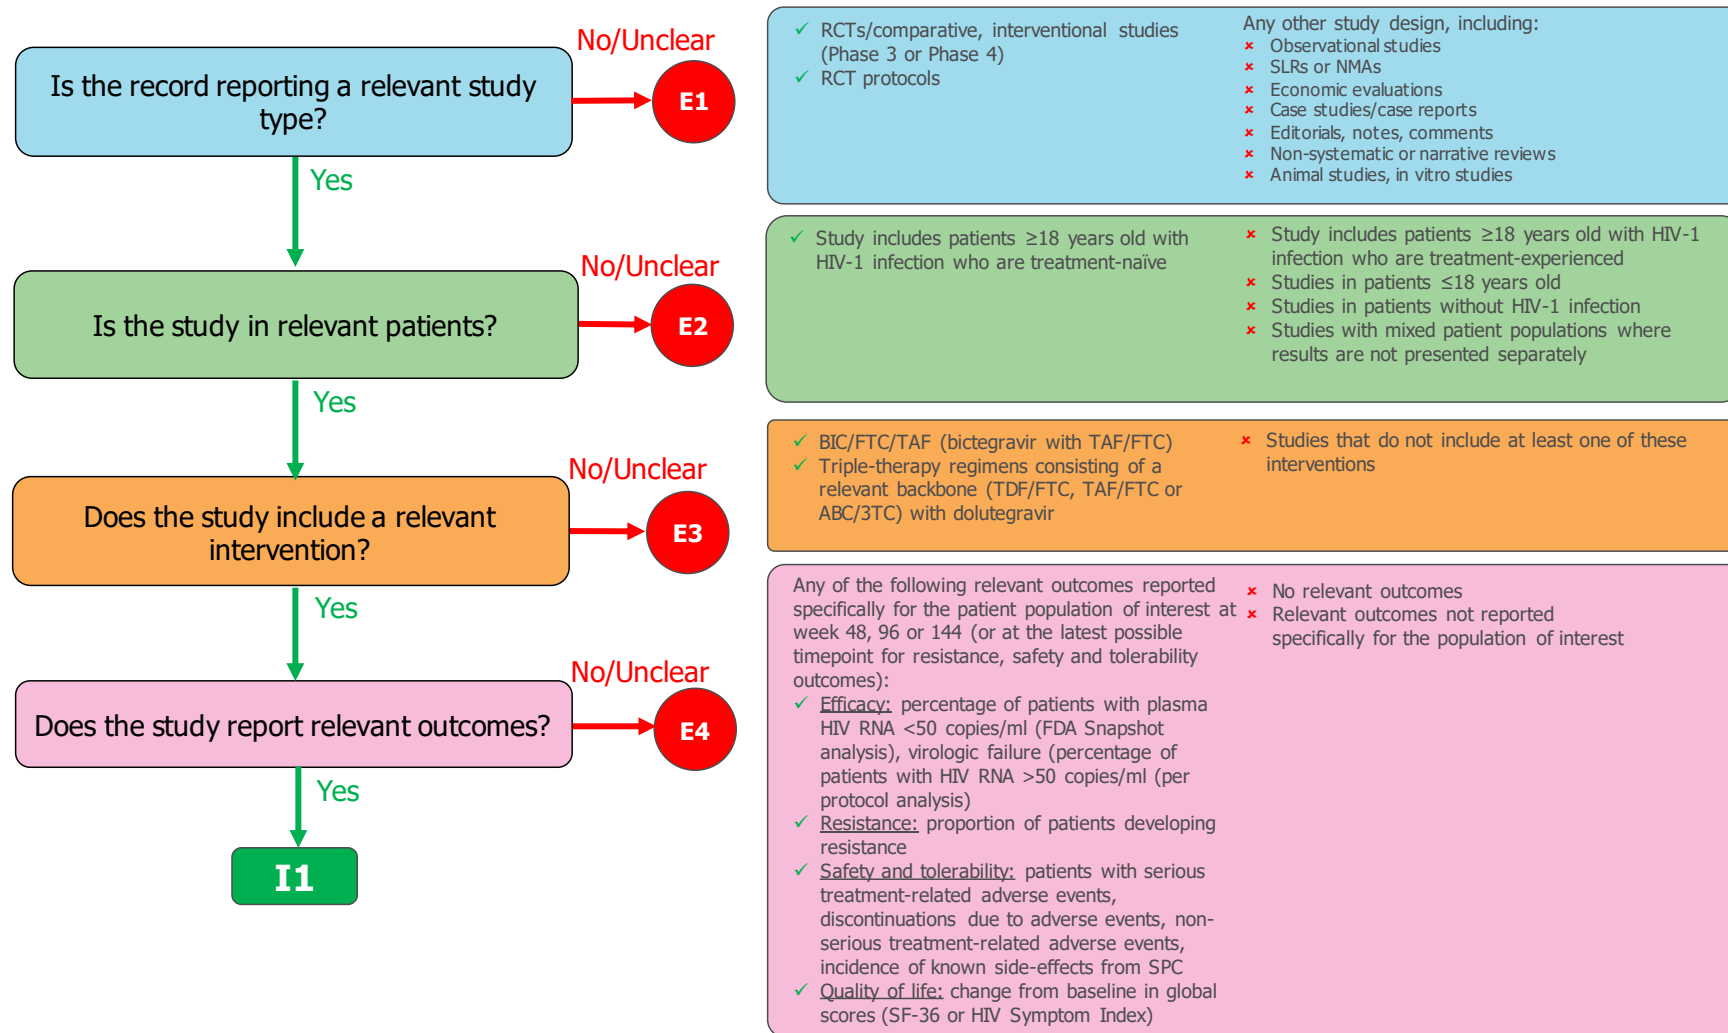 No/Unclear
Is the record reporting a relevant study
type?
E1
Yes
✓ RCTs/comparative, interventional studies
(Phase 3 or Phase 4)
✓ RCT protocols
Any other study design, including:
× Observational studies
× SLRs or NMAs
× Economic evaluations
× Case studies/case reports
× Editorials, notes, comments
× Non-systematic or narrative reviews
× Animal studies, in vitro studies
No/Unclear
Is the study in relevant patients?
E2
Yes
✓ Study includes patients ≥18 years old with
HIV-1 infection who are treatment-naïve
× Study includes patients ≥18 years old with HIV-1
infection who are treatment-experienced
× Studies in patients ≤18 years old
× Studies in patients without HIV-1 infection
× Studies with mixed patient populations where
results are not presented separately
No/Unclear
Does the study include a relevant
intervention?
E3
Yes
✓ BIC/FTC/TAF (bictegravir with TAF/FTC)
✓ Triple-therapy regimens consisting of a
relevant backbone (TDF/FTC, TAF/FTC or
ABC/3TC) with dolutegravir
× Studies that do not include at least one of these
interventions
No/Unclear
Does the study report relevant outcomes?
E4
Yes
I1
Any of the following relevant outcomes reported
specifically for the patient population of interest at
week 48, 96 or 144 (or at the latest possible
timepoint for resistance, safety and tolerability
outcomes):
✓ Efficacy: percentage of patients with plasma
HIV RNA <50 copies/ml (FDA Snapshot
analysis), virologic failure (percentage of
patients with HIV RNA >50 copies/ml (per
protocol analysis)
✓ Resistance: proportion of patients developing
resistance
✓ Safety and tolerability: patients with serious
treatment-related adverse events,
discontinuations due to adverse events, non-
serious treatment-related adverse events,
incidence of known side-effects from SPC
✓ Quality of life: change from baseline in global
scores (SF-36 or HIV Symptom Index)
× No relevant outcomes
× Relevant outcomes not reported
specifically for the population of interest